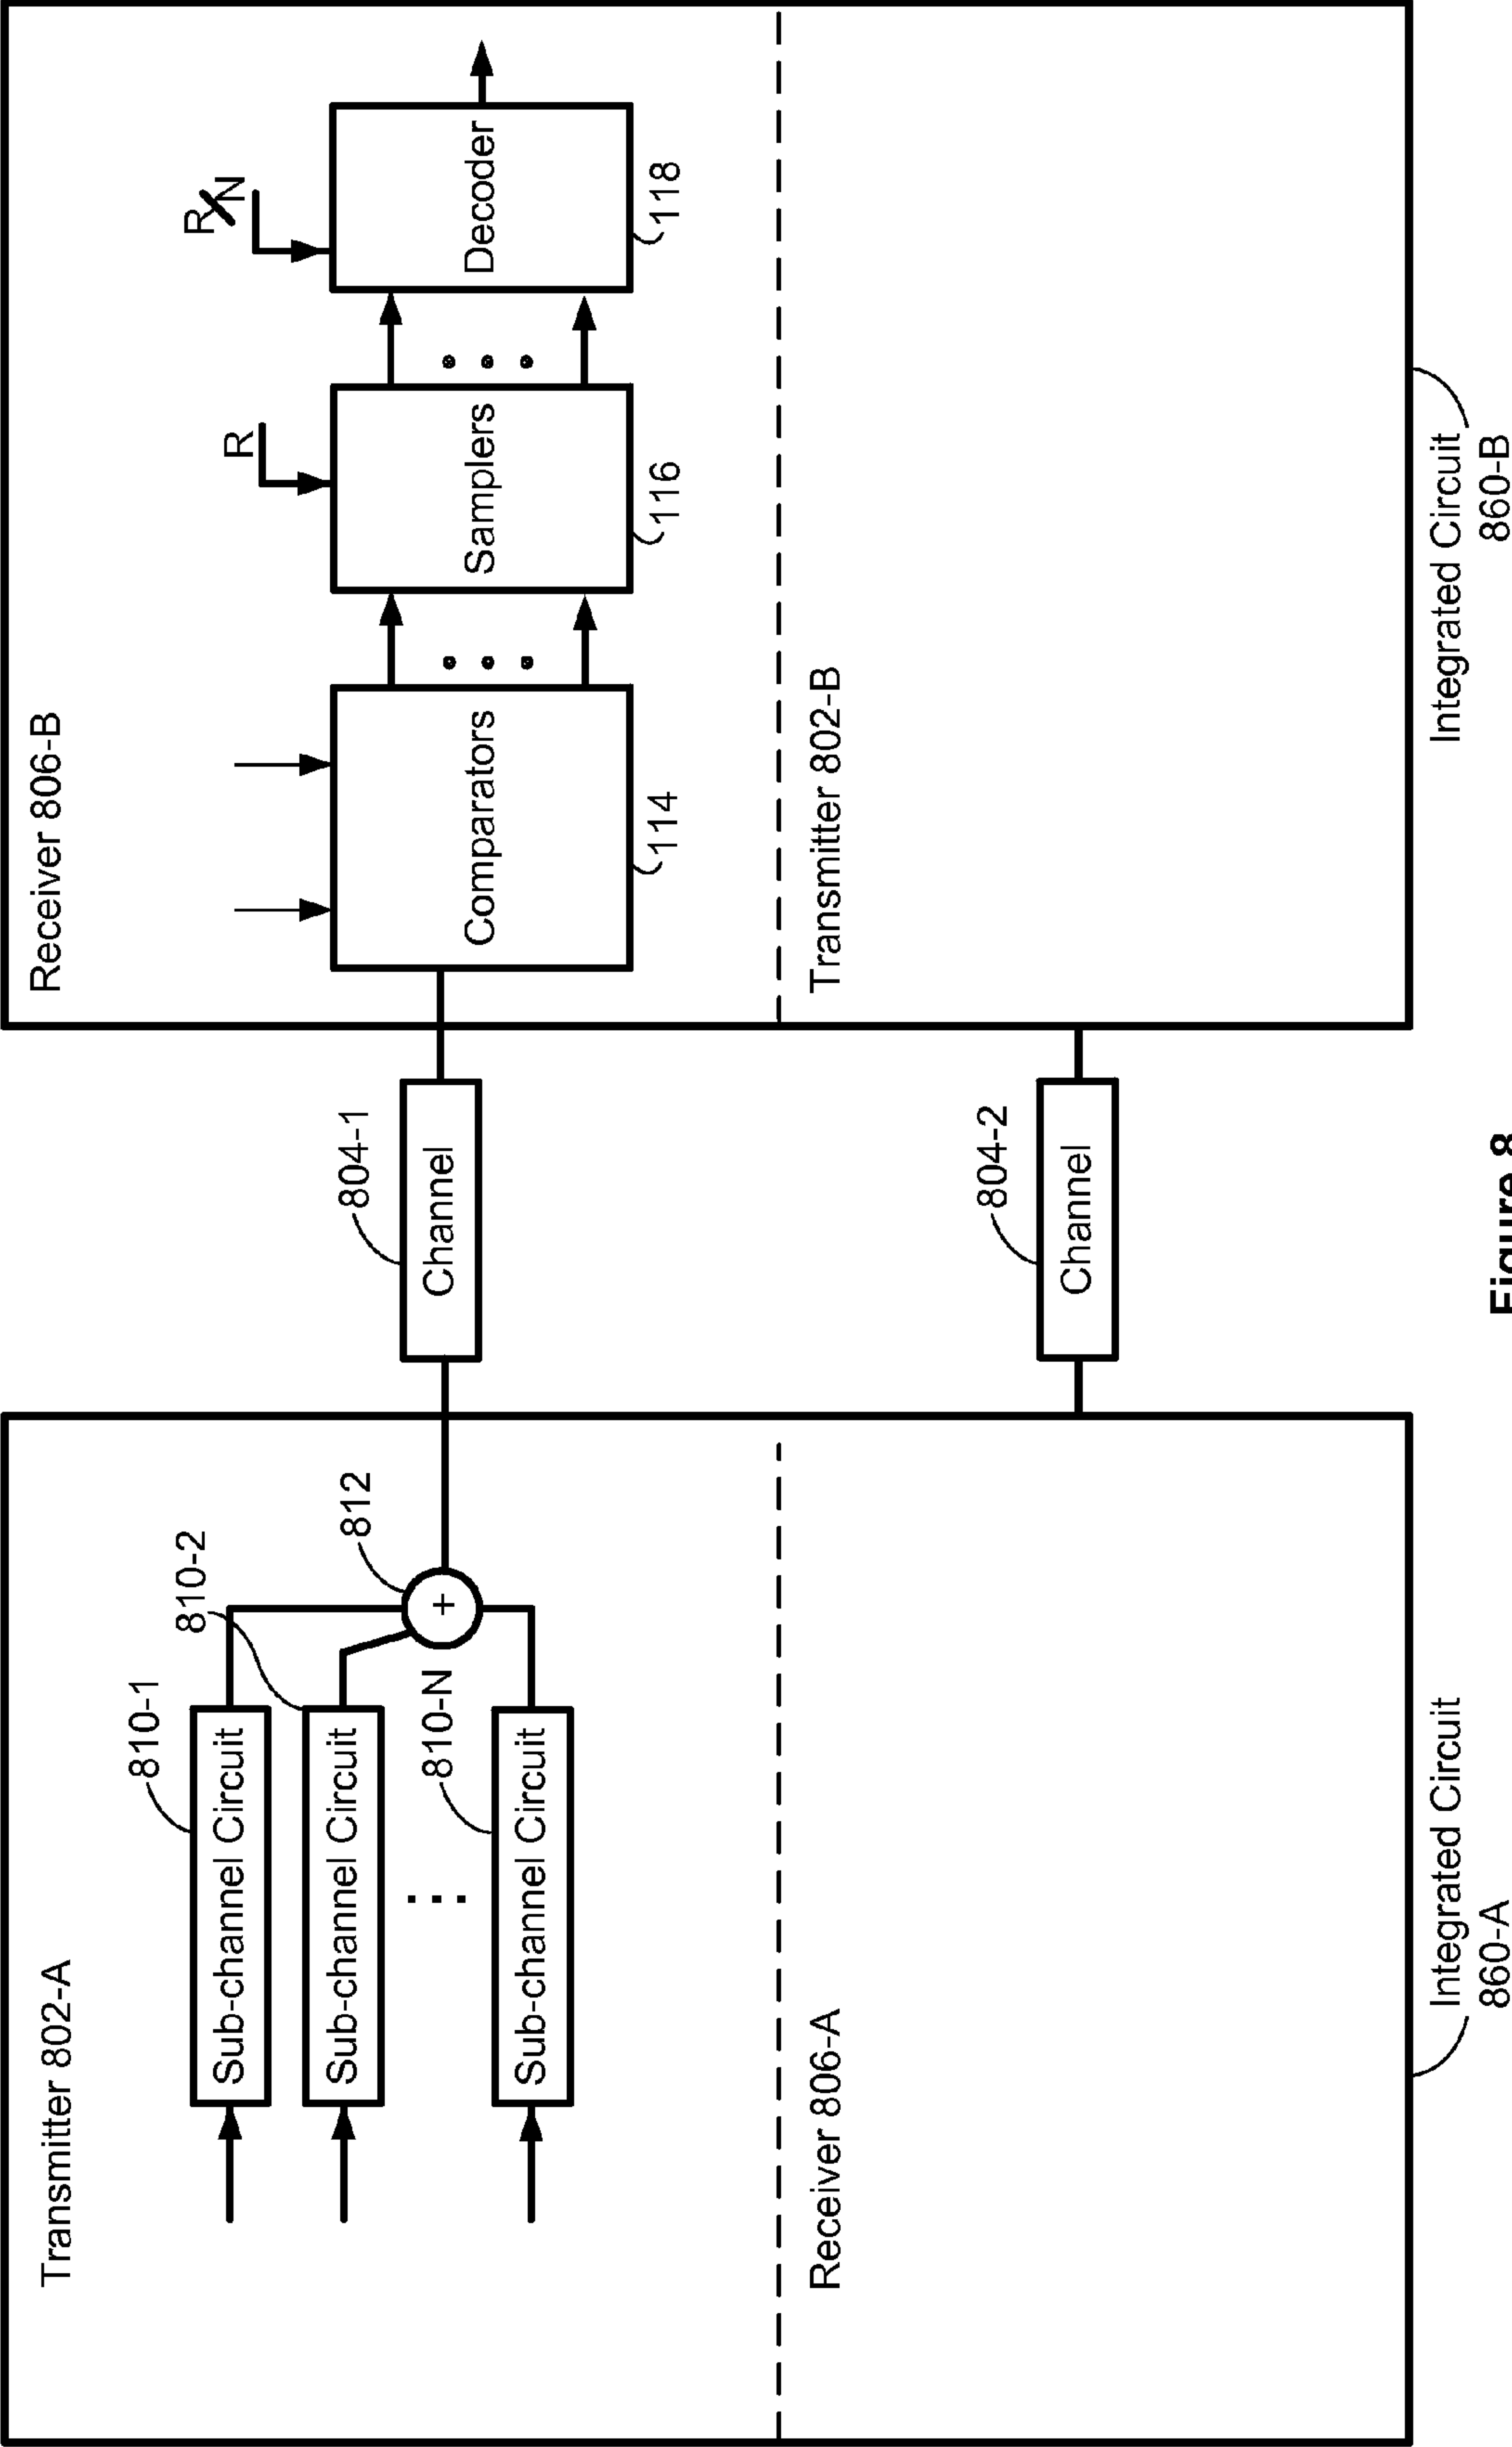 Transmitter 802-A
810-1
Sub-channel Circuit
810-2
Sub-channel Circuit
810-N
Sub-channel Circuit
812
+
Receiver 806-A
Integrated Circuit
860-A
804-1
Channel
804-2
Channel
Receiver 806-B
Comparators
114
R
Samplers
116
R/N
Decoder
118
Transmitter 802-B
Integrated Circuit
860-B
Figure 8